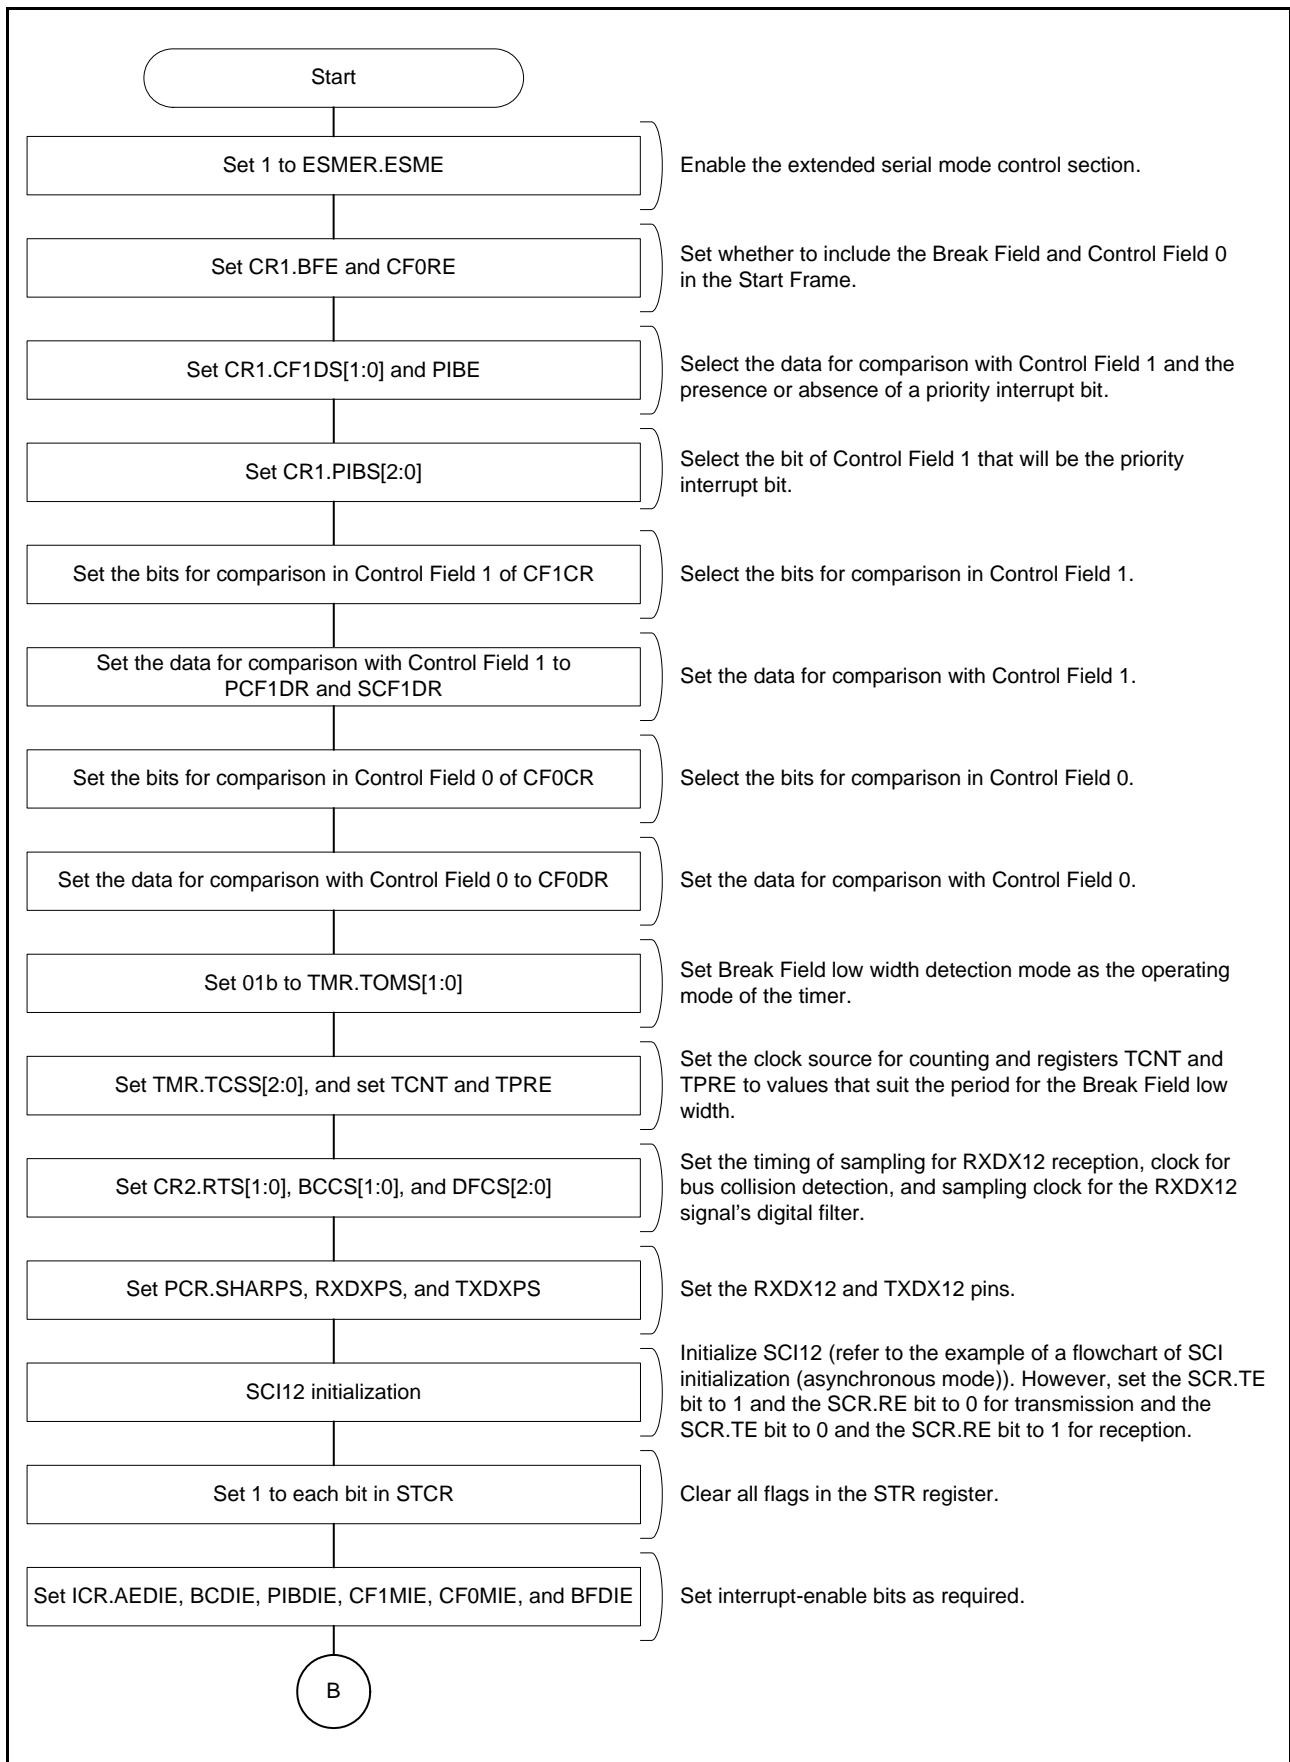 Start
Set 1 to ESMER.ESME
Enable the extended serial mode control section.
Set CR1.BFE and CF0RE
Set whether to include the Break Field and Control Field 0
in the Start Frame.
Set CR1.CF1DS[1:0] and PIBE
Select the data for comparison with Control Field 1 and the
presence or absence of a priority interrupt bit.
Set CR1.PIBS[2:0]
Select the bit of Control Field 1 that will be the priority
interrupt bit.
Set the bits for comparison in Control Field 1 of CF1CR
Select the bits for comparison in Control Field 1.
Set the data for comparison with Control Field 1 to
PCF1DR and SCF1DR
Set the data for comparison with Control Field 1.
Set the bits for comparison in Control Field 0 of CF0CR
Select the bits for comparison in Control Field 0.
Set the data for comparison with Control Field 0 to CF0DR
Set the data for comparison with Control Field 0.
Set 01b to TMR.TOMS[1:0]
Set Break Field low width detection mode as the operating
mode of the timer.
Set TMR.TCSS[2:0], and set TCNT and TPRE
Set the clock source for counting and registers TCNT and
TPRE to values that suit the period for the Break Field low
width.
Set CR2.RTS[1:0], BCCS[1:0], and DFCS[2:0]
Set the timing of sampling for RXDX12 reception, clock for
bus collision detection, and sampling clock for the RXDX12
signal's digital filter.
Set PCR.SHARPS, RXDXPS, and TXDXPS
Set the RXDX12 and TXDX12 pins.
SCI12 initialization
Initialize SCI12 (refer to the example of a flowchart of SCI
initialization (asynchronous mode)). However, set the SCR.TE
bit to 1 and the SCR.RE bit to 0 for transmission and the
SCR.TE bit to 0 and the SCR.RE bit to 1 for reception.
Set 1 to each bit in STCR
Clear all flags in the STR register.
Set ICR.AEDIE, BCDIE, PIBDIE, CF1MIE, CF0MIE, and BFDIE
Set interrupt-enable bits as required.
B